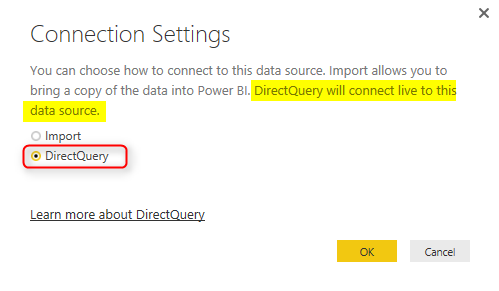 Connection Settings
You can choose how to connect to this data source. Import allows you to
bring a copy of the data into Power BI. DirectQuery will connect live to this
data source.
Import
DirectQuery
Learn more about DirectQuery
OK
Cancel